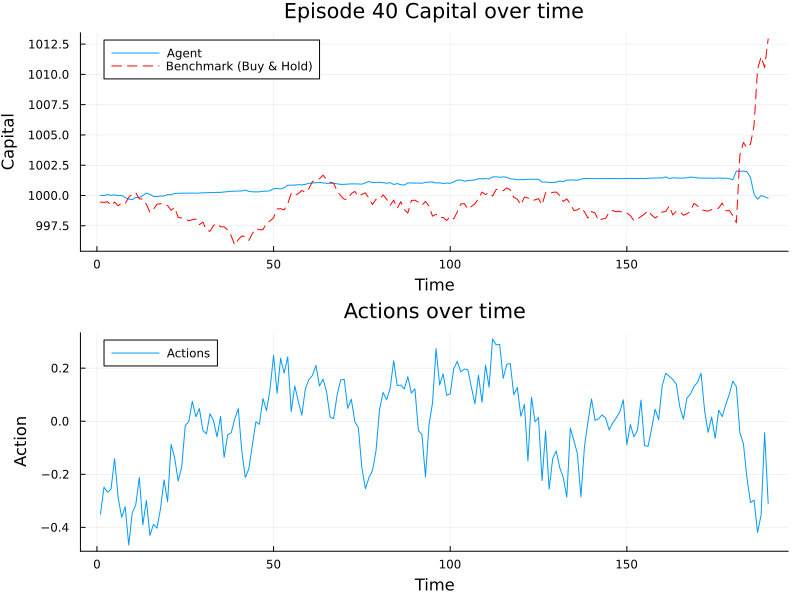 Episode 40 Capital over time
Capital
1012.5
1010.0
1007.5
1005.0
1002.5
1000.0
997.5
Agent
Benchmark (Buy & Hold)
0 50 100 150
Time
Actions over time
Action
0.2
0.0
−0.2
−0.4
Actions
0 50 100 150
Time